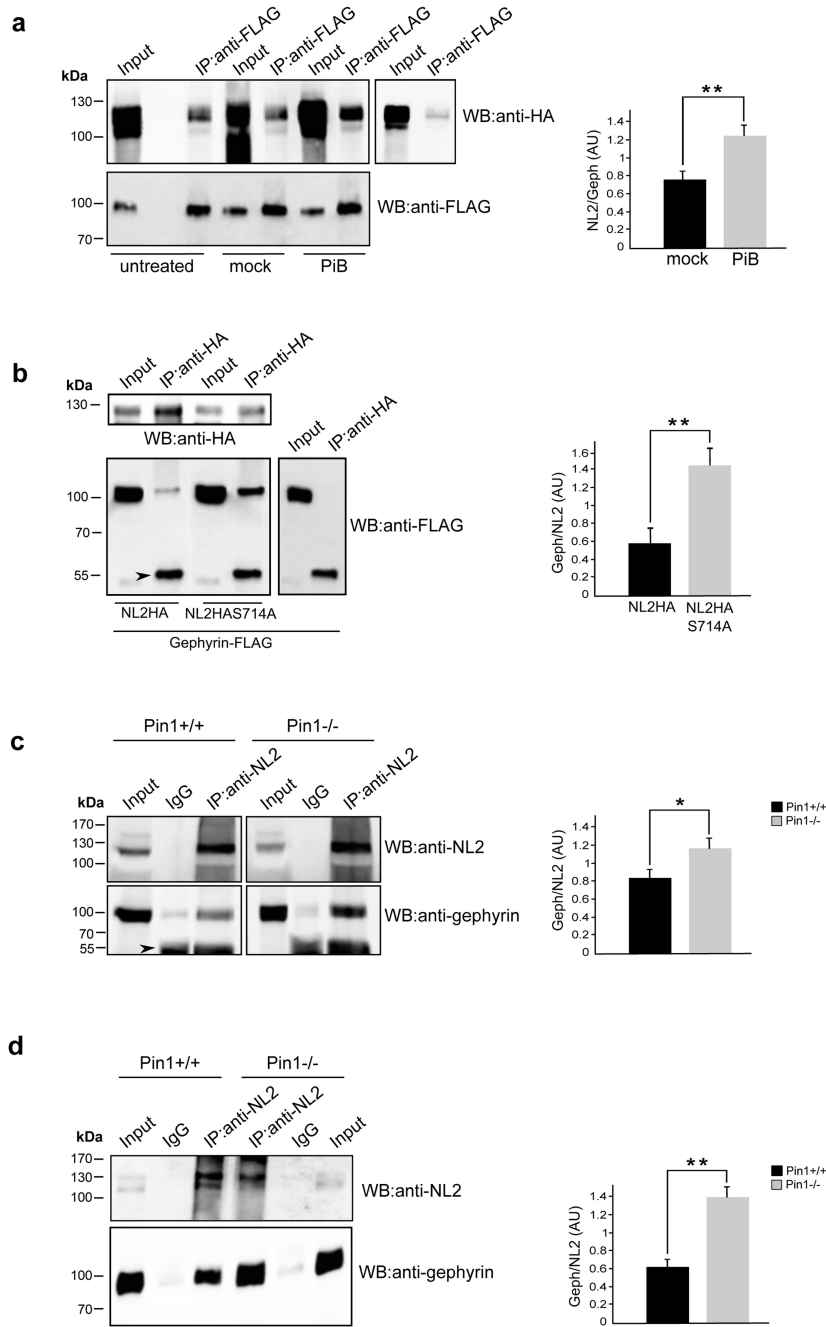 a
Input IP:anti-FLAG Input IP:anti-FLAG Input IP:anti-FLAG Input IP:anti-FLAG
kDa
130
100
WB:anti-HA
100
70
WB:anti-FLAG
untreated mock PiB
**
NL2/Geph (AU)
1.4
1.2
1
0.8
0.6
0.4
0.2
0
mock PiB
b
Input IP:anti-HA Input IP:anti-HA
kDa
130
WB:anti-HA
Input IP:anti-HA
100
70
55
WB:anti-FLAG
NL2HA NL2HAS714A
Gephyrin-FLAG
**
Geph/NL2 (AU)
1.6
1.4
1.2
1
0.8
0.6
0.4
0.2
0
NL2HA NL2HA
S714A
c
Pin1+/+ Pin1-/-
Input IgG IP:anti-NL2 Input IgG IP:anti-NL2
kDa
170
130
100
WB:anti-NL2
100
70
55
WB:anti-gephyrin
*
Pin1+/+
Pin1-/-
Geph/NL2 (AU)
1.4
1.2
1
0.8
0.6
0.4
0.2
0
d
Pin1+/+ Pin1-/-
Input IgG IP:anti-NL2 IP:anti-NL2 IgG Input
kDa
170
130
100
WB:anti-NL2
100
70
WB:anti-gephyrin
**
Pin1+/+
Pin1-/-
Geph/NL2 (AU)
1.4
1.2
1
0.8
0.6
0.4
0.2
0